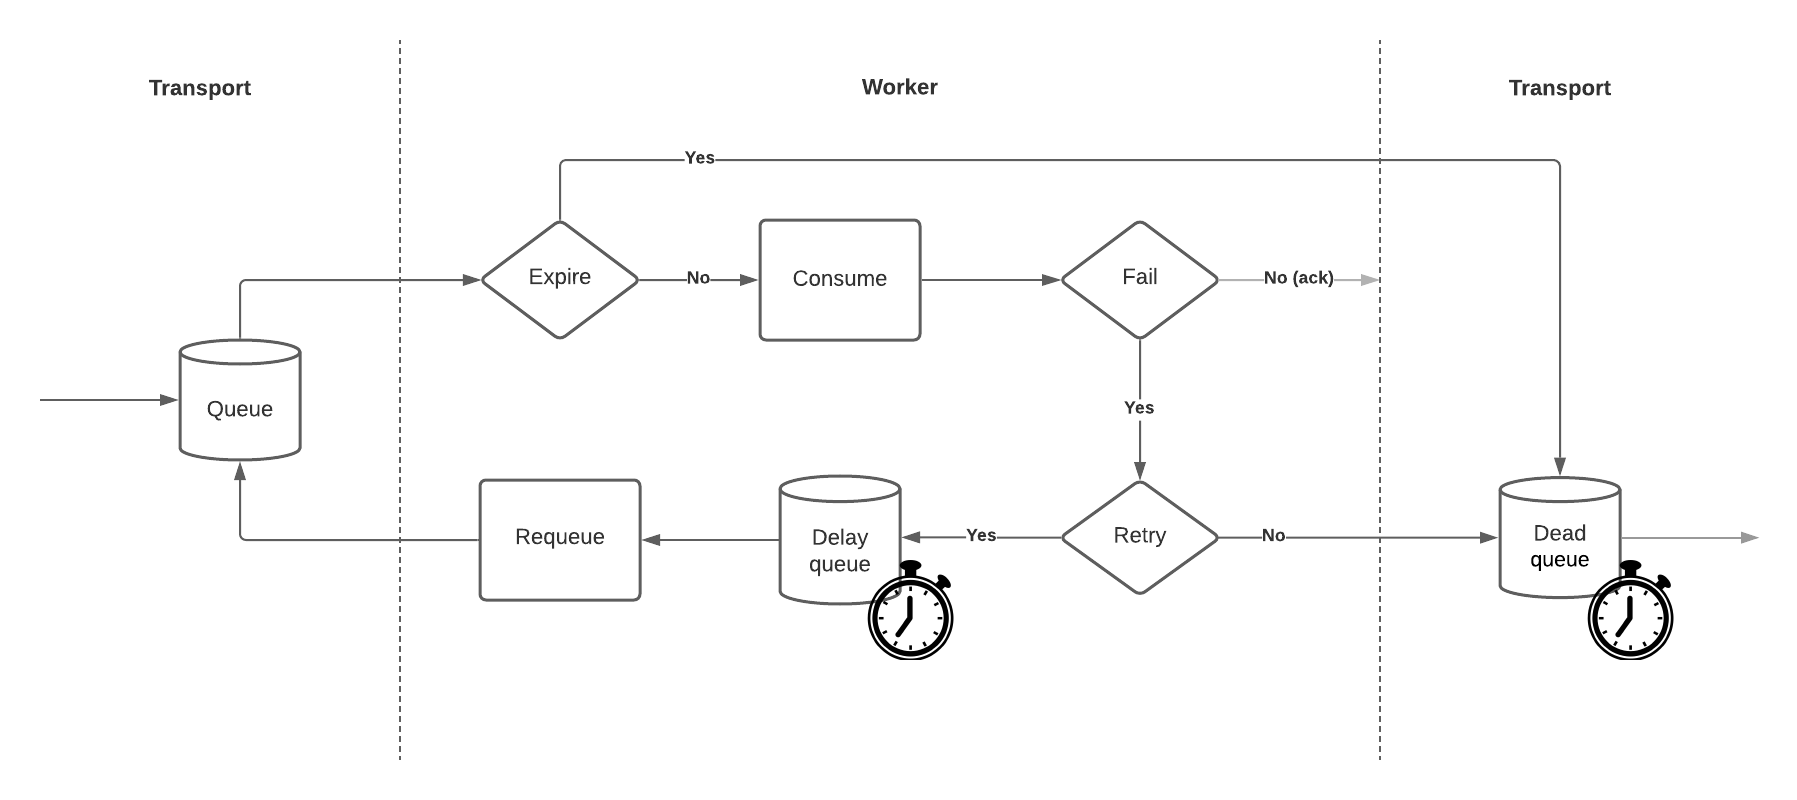 Transport
Worker
Transport
Yes
Expire
No
Consume
Fail
No (ack)
Queue
Yes
Requeue
Delay
queue
Yes
Retry
No
Dead
queue